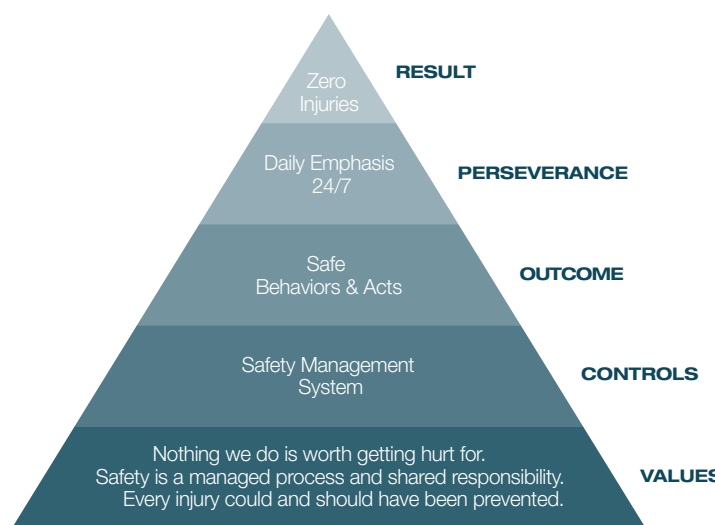 Zero
Injuries
RESULT
Daily Emphasis
24/7
PERSEVERANCE
Safe
Behaviors & Acts
OUTCOME
Safety Management
System
CONTROLS
Nothing we do is worth getting hurt for.
Safety is a managed process and shared responsibility.
Every injury could and should have been prevented.
VALUES